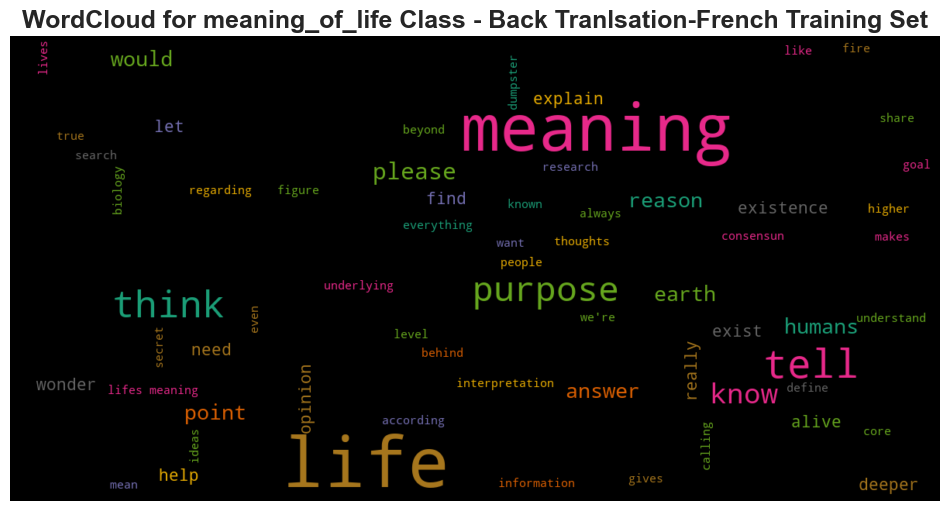 WordCloud for meaning_of_life Class - Back Tranlsation-French Training Set
lives
would
like
fire
dumpster
explain
meaning
share
true
let
beyond
search
research
goal
biology
regarding
figure
please
find
known
reason
existence
higher
always
everything
want
thoughts
consensun
makes
people
underlying
purpose
earth
think
we're
understand
even
level
exist
humans
secret
need
behind
really
tell
wonder
lifes meaning
interpretation
answer
know
define
opinion
point
according
alive
core
ideas
life
calling
help
mean
information
gives
deeper